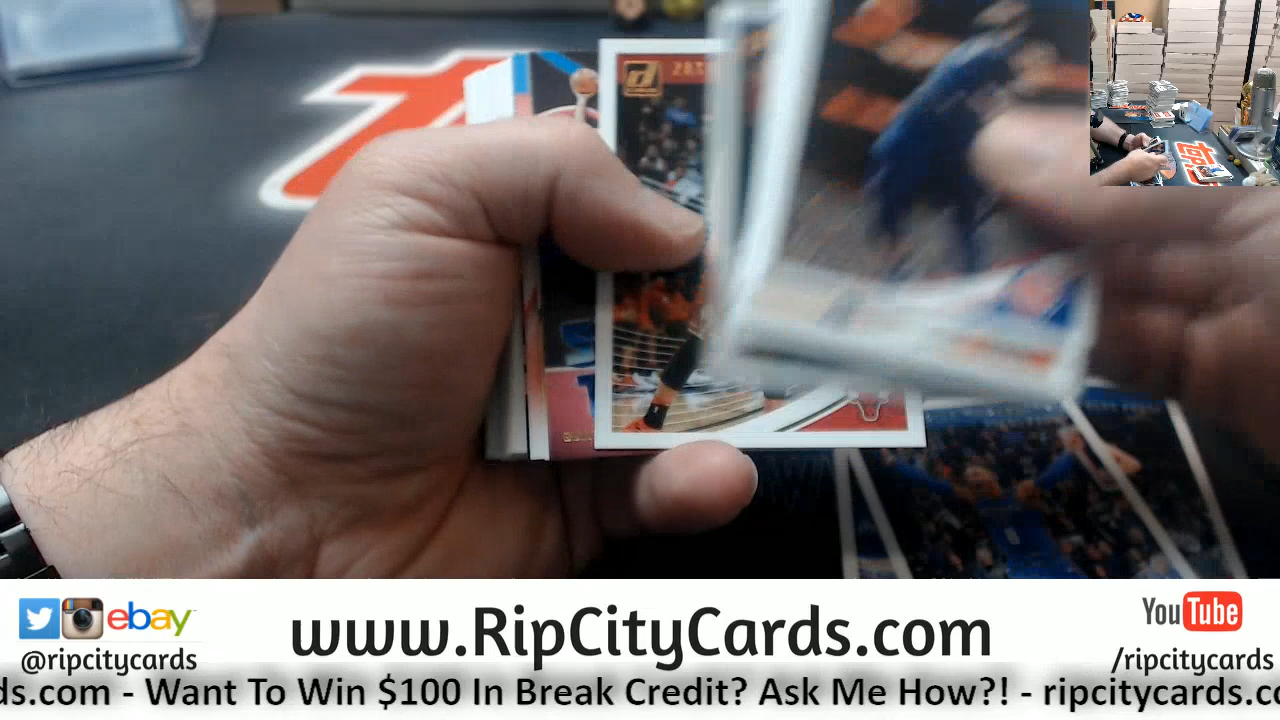 www.RipCityCards.com
ebay
@ripcitycards
You Tube
/ripcitycards
ds.com - Want To Win $100 In Break Credit? Ask Me How?! - ripcitycards.c